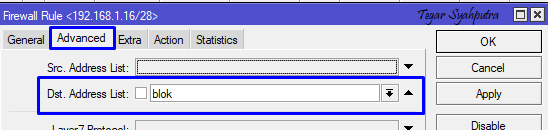 Firewall Rule <192.168.1.16/28>
Tegar Syahputra
General Advanced Extra Action Statistics
OK
Src. Address List:
Cancel
Dst. Address List: blok
Apply
Layer7 Protocol:
Disable